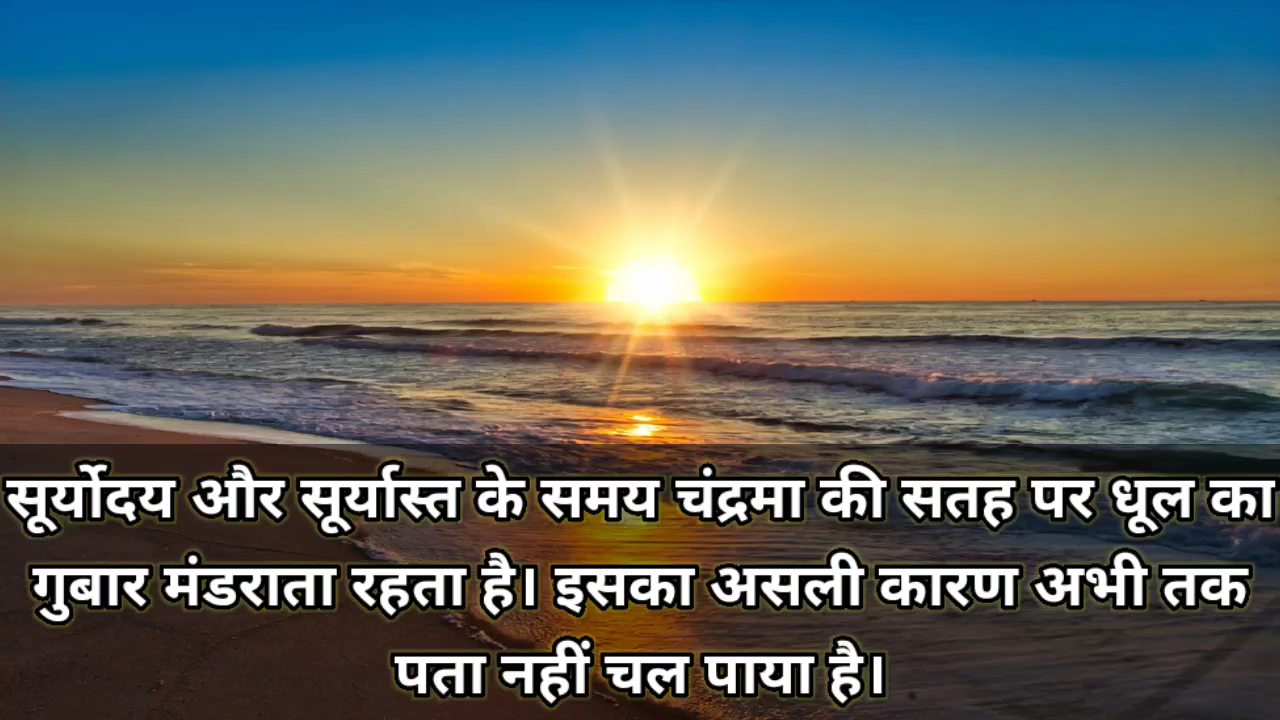 सूर्योदय और सूर्यास्त के समय चंद्रमा की सतह पर धूल का
गुबार मंडराता रहता है। इसका असली कारण अभी तक
पता नहीं चल पाया है।